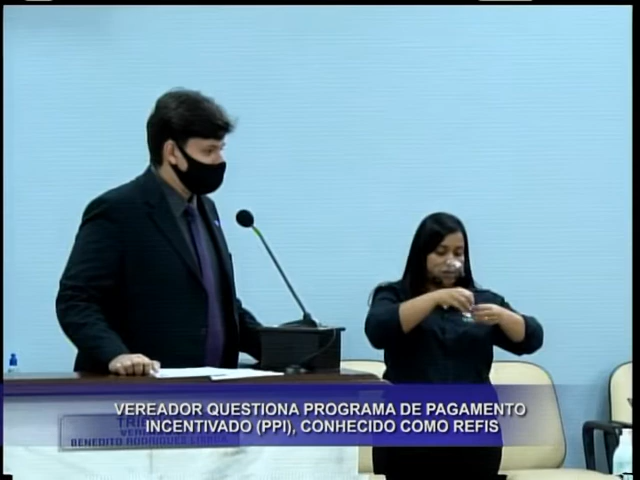 VEREADOR QUESTIONA PROGRAMA DE PAGAMENTO
INCENTIVADO (PPI), CONHECIDO COMO REFIS
BENEDITO RODRIGUES LISBOA